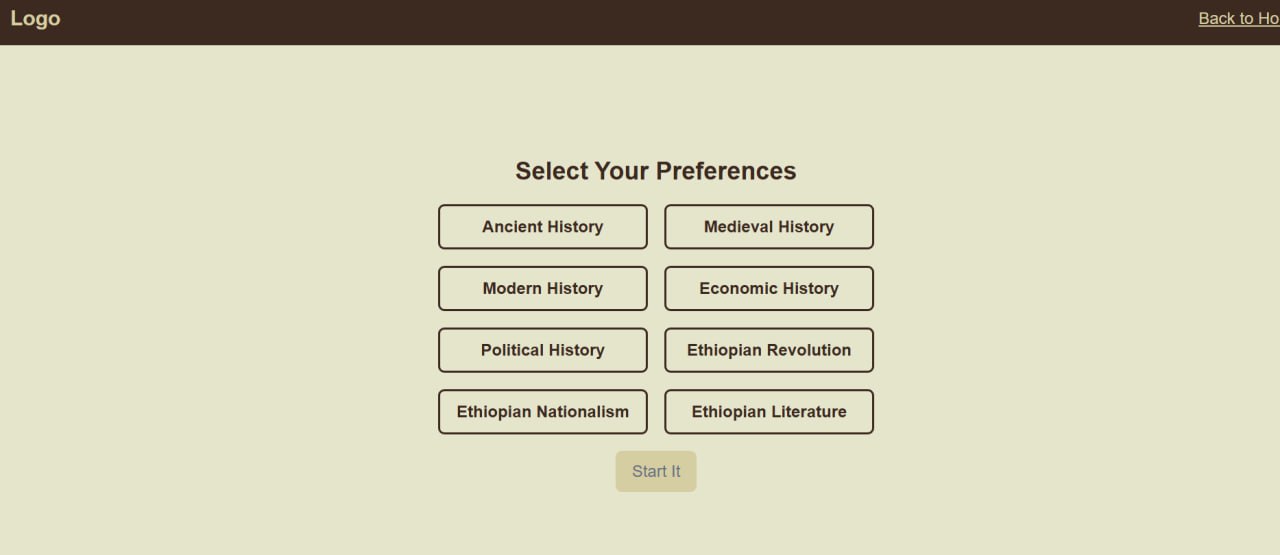 Logo
Back to Ho
Select Your Preferences
Ancient History
Medieval History
Modern History
Economic History
Political History
Ethiopian Revolution
Ethiopian Nationalism
Ethiopian Literature
Start It